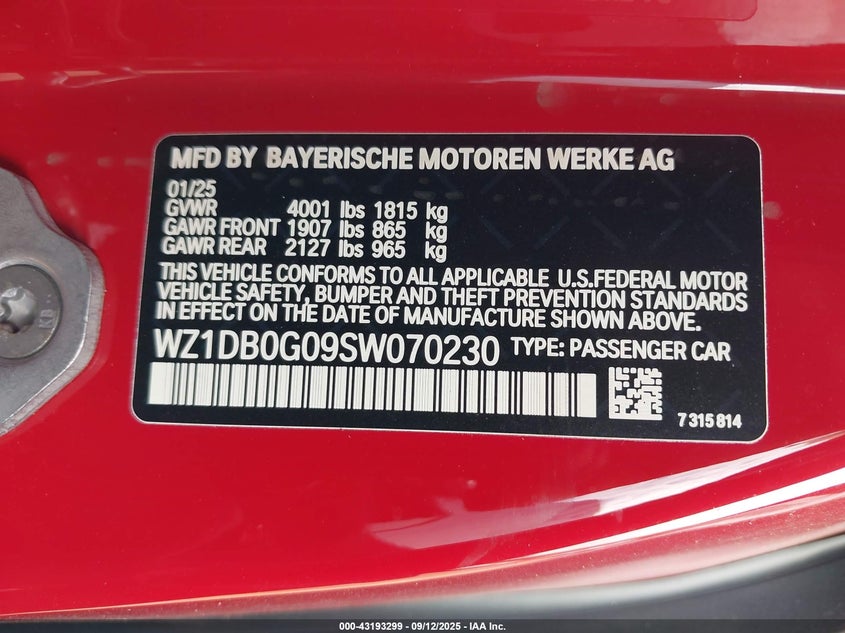 MFD BY BAYERISCHE MOTOREN WERKE AG
01/25
GVWR 4001 lbs 1815 kg
GAWR FRONT 1907 lbs 865 kg
GAWR REAR 2127 lbs 965 kg
THIS VEHICLE CONFORMS TO ALL APPLICABLE U.S.FEDERAL MOTOR
VEHICLE SAFETY, BUMPER AND THEFT PREVENTION STANDARDS
IN EFFECT ON THE DATE OF MANUFACTURE SHOWN ABOVE.
WZ1DB0G09SW070230 TYPE: PASSENGER CAR
7315814
000-43193299 - 09/12/2025 - IAA Inc.